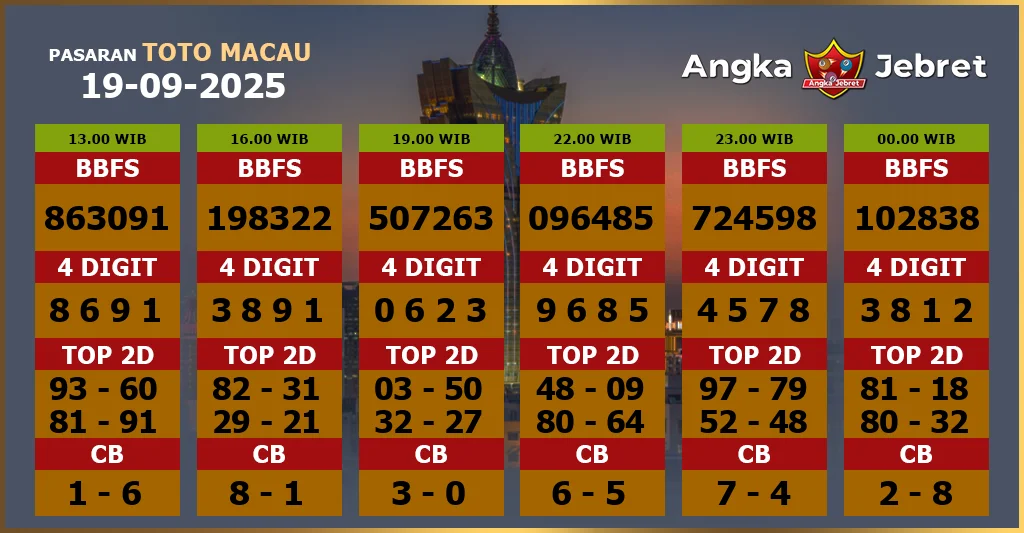 PASARAN TOTO MACAU
19-09-2025
Angka Jebret
Angka Jebret
13.00 WIB
BBFS
863091
4 DIGIT
8 6 9 1
TOP 2D
93 - 60
81 - 91
CB
1 - 6
16.00 WIB
BBFS
198322
4 DIGIT
3 8 9 1
TOP 2D
82 - 31
29 - 21
CB
8 - 1
19.00 WIB
BBFS
507263
4 DIGIT
0 6 2 3
TOP 2D
03 - 50
32 - 27
CB
3 - 0
22.00 WIB
BBFS
096485
4 DIGIT
9 6 8 5
TOP 2D
48 - 09
80 - 64
CB
6 - 5
23.00 WIB
BBFS
724598
4 DIGIT
4 5 7 8
TOP 2D
97 - 79
52 - 48
CB
7 - 4
00.00 WIB
BBFS
102838
4 DIGIT
3 8 1 2
TOP 2D
81 - 18
80 - 32
CB
2 - 8